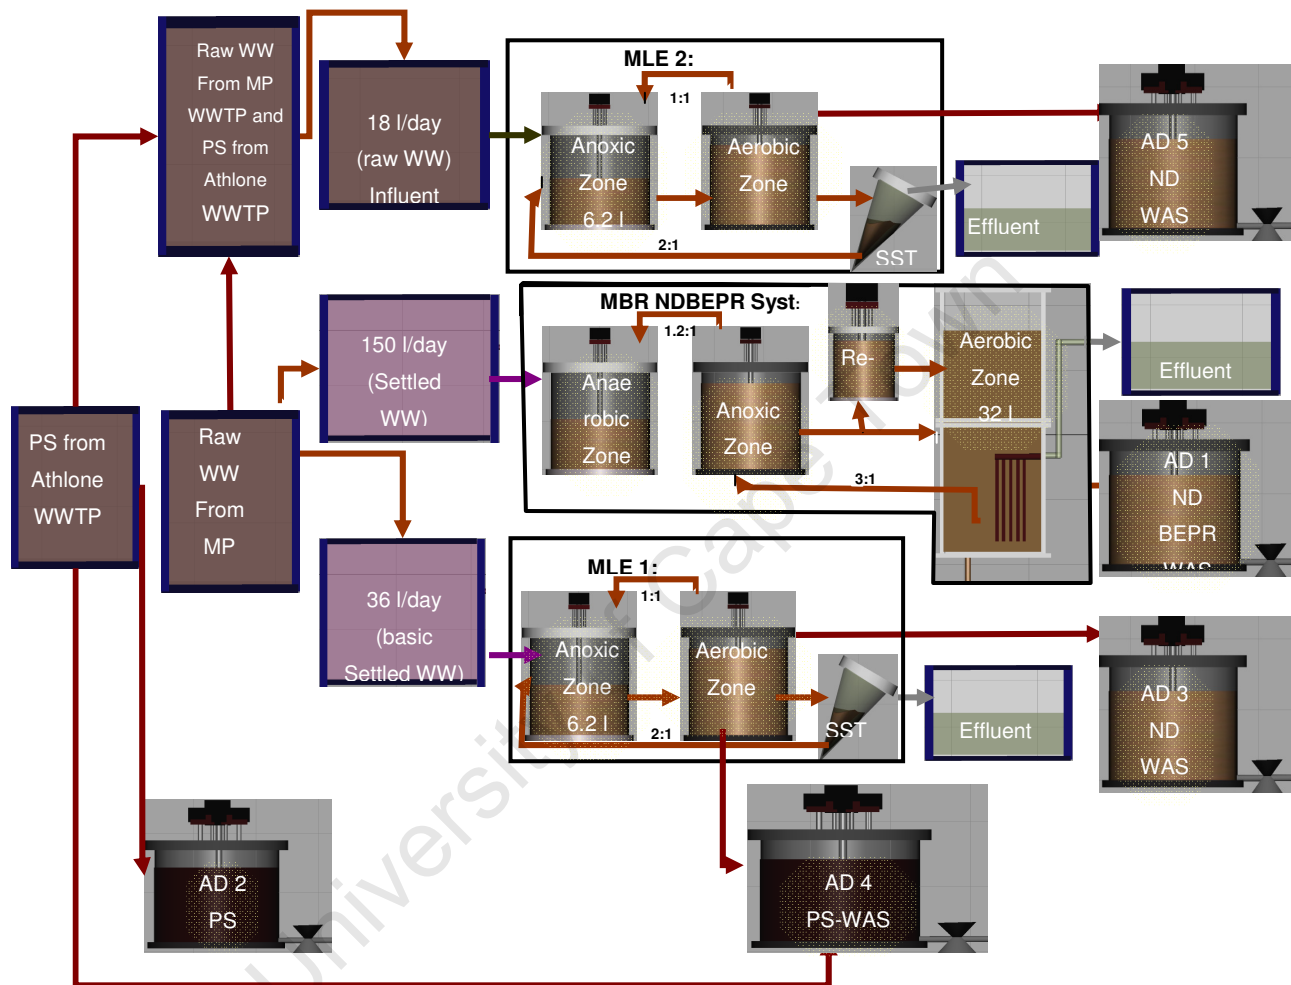 Raw WW
From MP
WWTP and
PS from
Athlone
WWTP
18 l/day
(raw WW)
Influent
MLE 2:
1:1
Anoxic
Zone
6.2 l
Aerobic
Zone
2:1
SST
Effluent
AD 5
ND
WAS
PS from
Athlone
WWTP
Raw
WW
From
MP
150 l/day
(Settled
WW)
MBR NDBEPR Syst:
1.2:1
Anae
robic
Zone
Anoxic
Zone
Re-
Aerobic
Zone
32 l
3:1
Effluent
AD 1
ND
BEPR
WAS
36 l/day
(basic
Settled WW)
MLE 1:
1:1
Anoxic
Zone
6.2 l
Aerobic
Zone
2:1
SST
Effluent
AD 3
ND
WAS
AD 2
PS
AD 4
PS-WAS
University of Cape Town